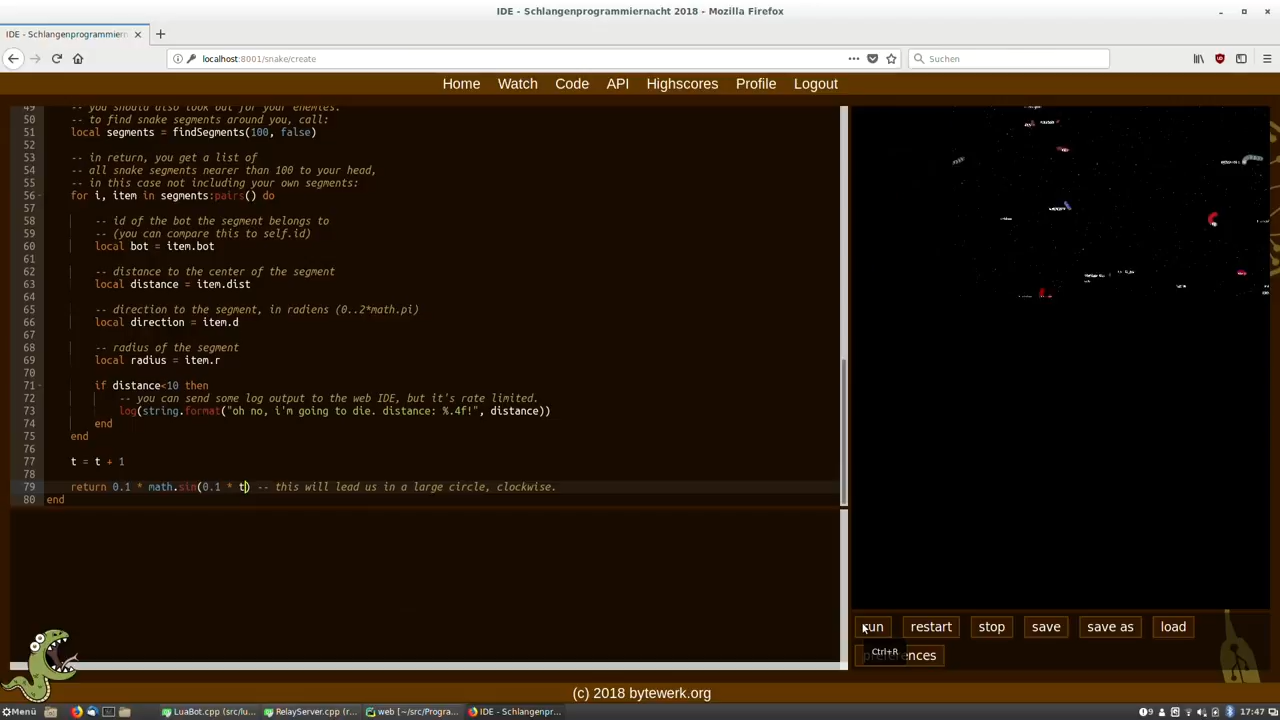 IDE - Schlangenprogrammiernacht 2018 - Mozilla Firefox
IDE - Schlangenprogrammiern
localhost:8001/snake/create
Suchen
Home Watch Code API Highscores Profile Logout
49 -- you should also look out for your enemies.
50 -- to find snake segments around you, call:
51 local segments = findSegments(100, false)
52
53 -- in return, you get a list of
54 -- all snake segments nearer than 100 to your head,
55 -- in this case not including your own segments:
56 for i, item in segments:pairs() do
57
58 -- id of the bot the segment belongs to
59 -- (you can compare this to self.id)
60 local bot = item.bot
61
62 -- distance to the center of the segment
63 local distance = item.dist
64
65 -- direction to the segment, in radiens (0..2*math.pi)
66 local direction = item.d
67
68 -- radius of the segment
69 local radius = item.r
70
71 if distance<10 then
72 -- you can send some log output to the web IDE, but it's rate limited.
73 log(string.format("oh no, i'm going to die. distance: %.4f!", distance))
74 end
75 end
76
77 t = t + 1
78
79 return 0.1 * math.sin(0.1 * t) -- this will lead us in a large circle, clockwise.
80 end
run restart stop save save as load
Ctrl+R
preferences
(c) 2018 bytewerk.org
Menü LuaBot.cpp (src/lu... RelayServer.cpp (r... web [~/src/Progra... IDE - Schlangenpr... 9 17:47